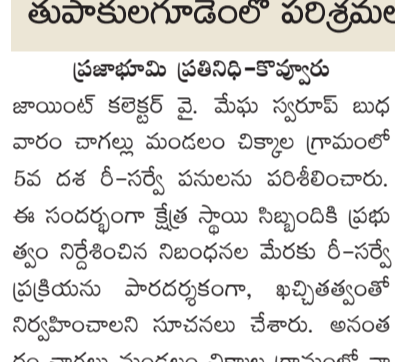 తుపాకులగూడెంలో పరిశ్రమల
ప్రజాభూమి ప్రతినిధి-కొవ్వూరు
జాయింట్ కలెక్టర్ వై. మేఘ స్వరూప్ బుధ
వారం చాగల్లు మండలం చిక్కాల గ్రామంలో
5వ దశ రీ-సర్వే పనులను పరిశీలించారు.
ఈ సందర్భంగా క్షేత్ర స్థాయి సిబ్బందికి ప్రభు
త్వం నిర్దేశించిన నిబంధనల మేరకు రీ-సర్వే
ప్రక్రియను పారదర్శకంగా, ఖచ్చితత్వంతో
నిర్వహించాలని సూచనలు చేశారు. అనంత